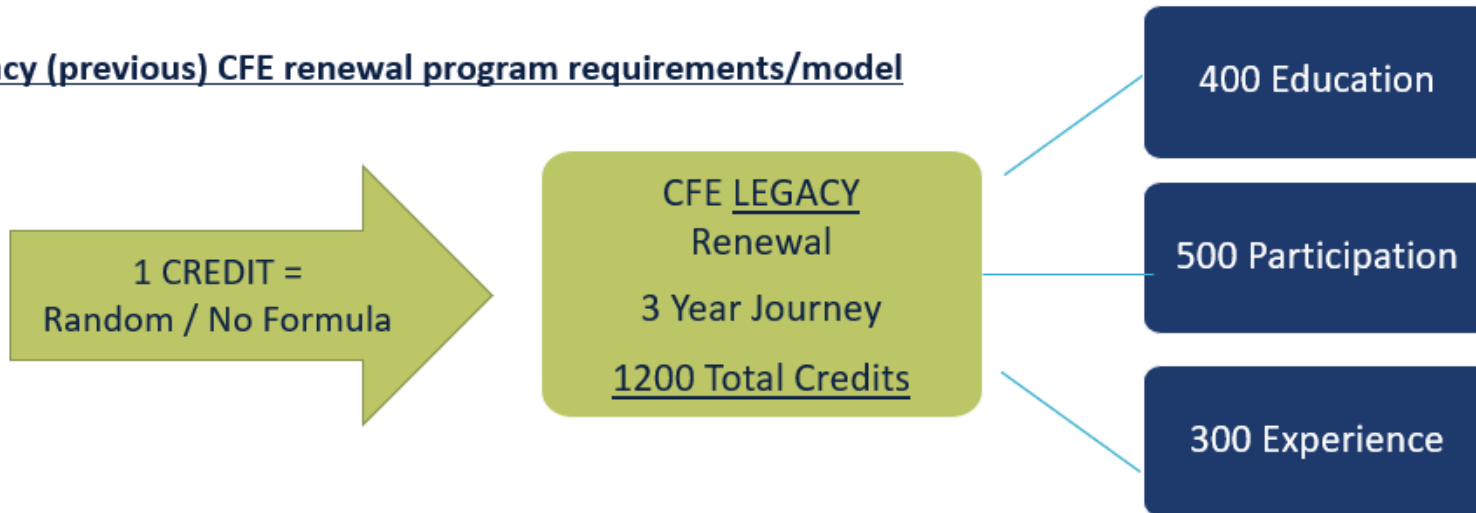 (previous) CFE renewal program requirements/model
1 CREDIT =
Random / No Formula
CFE LEGACY
Renewal
3 Year Journey
1200 Total Credits
400 Education
500 Participation
300 Experience